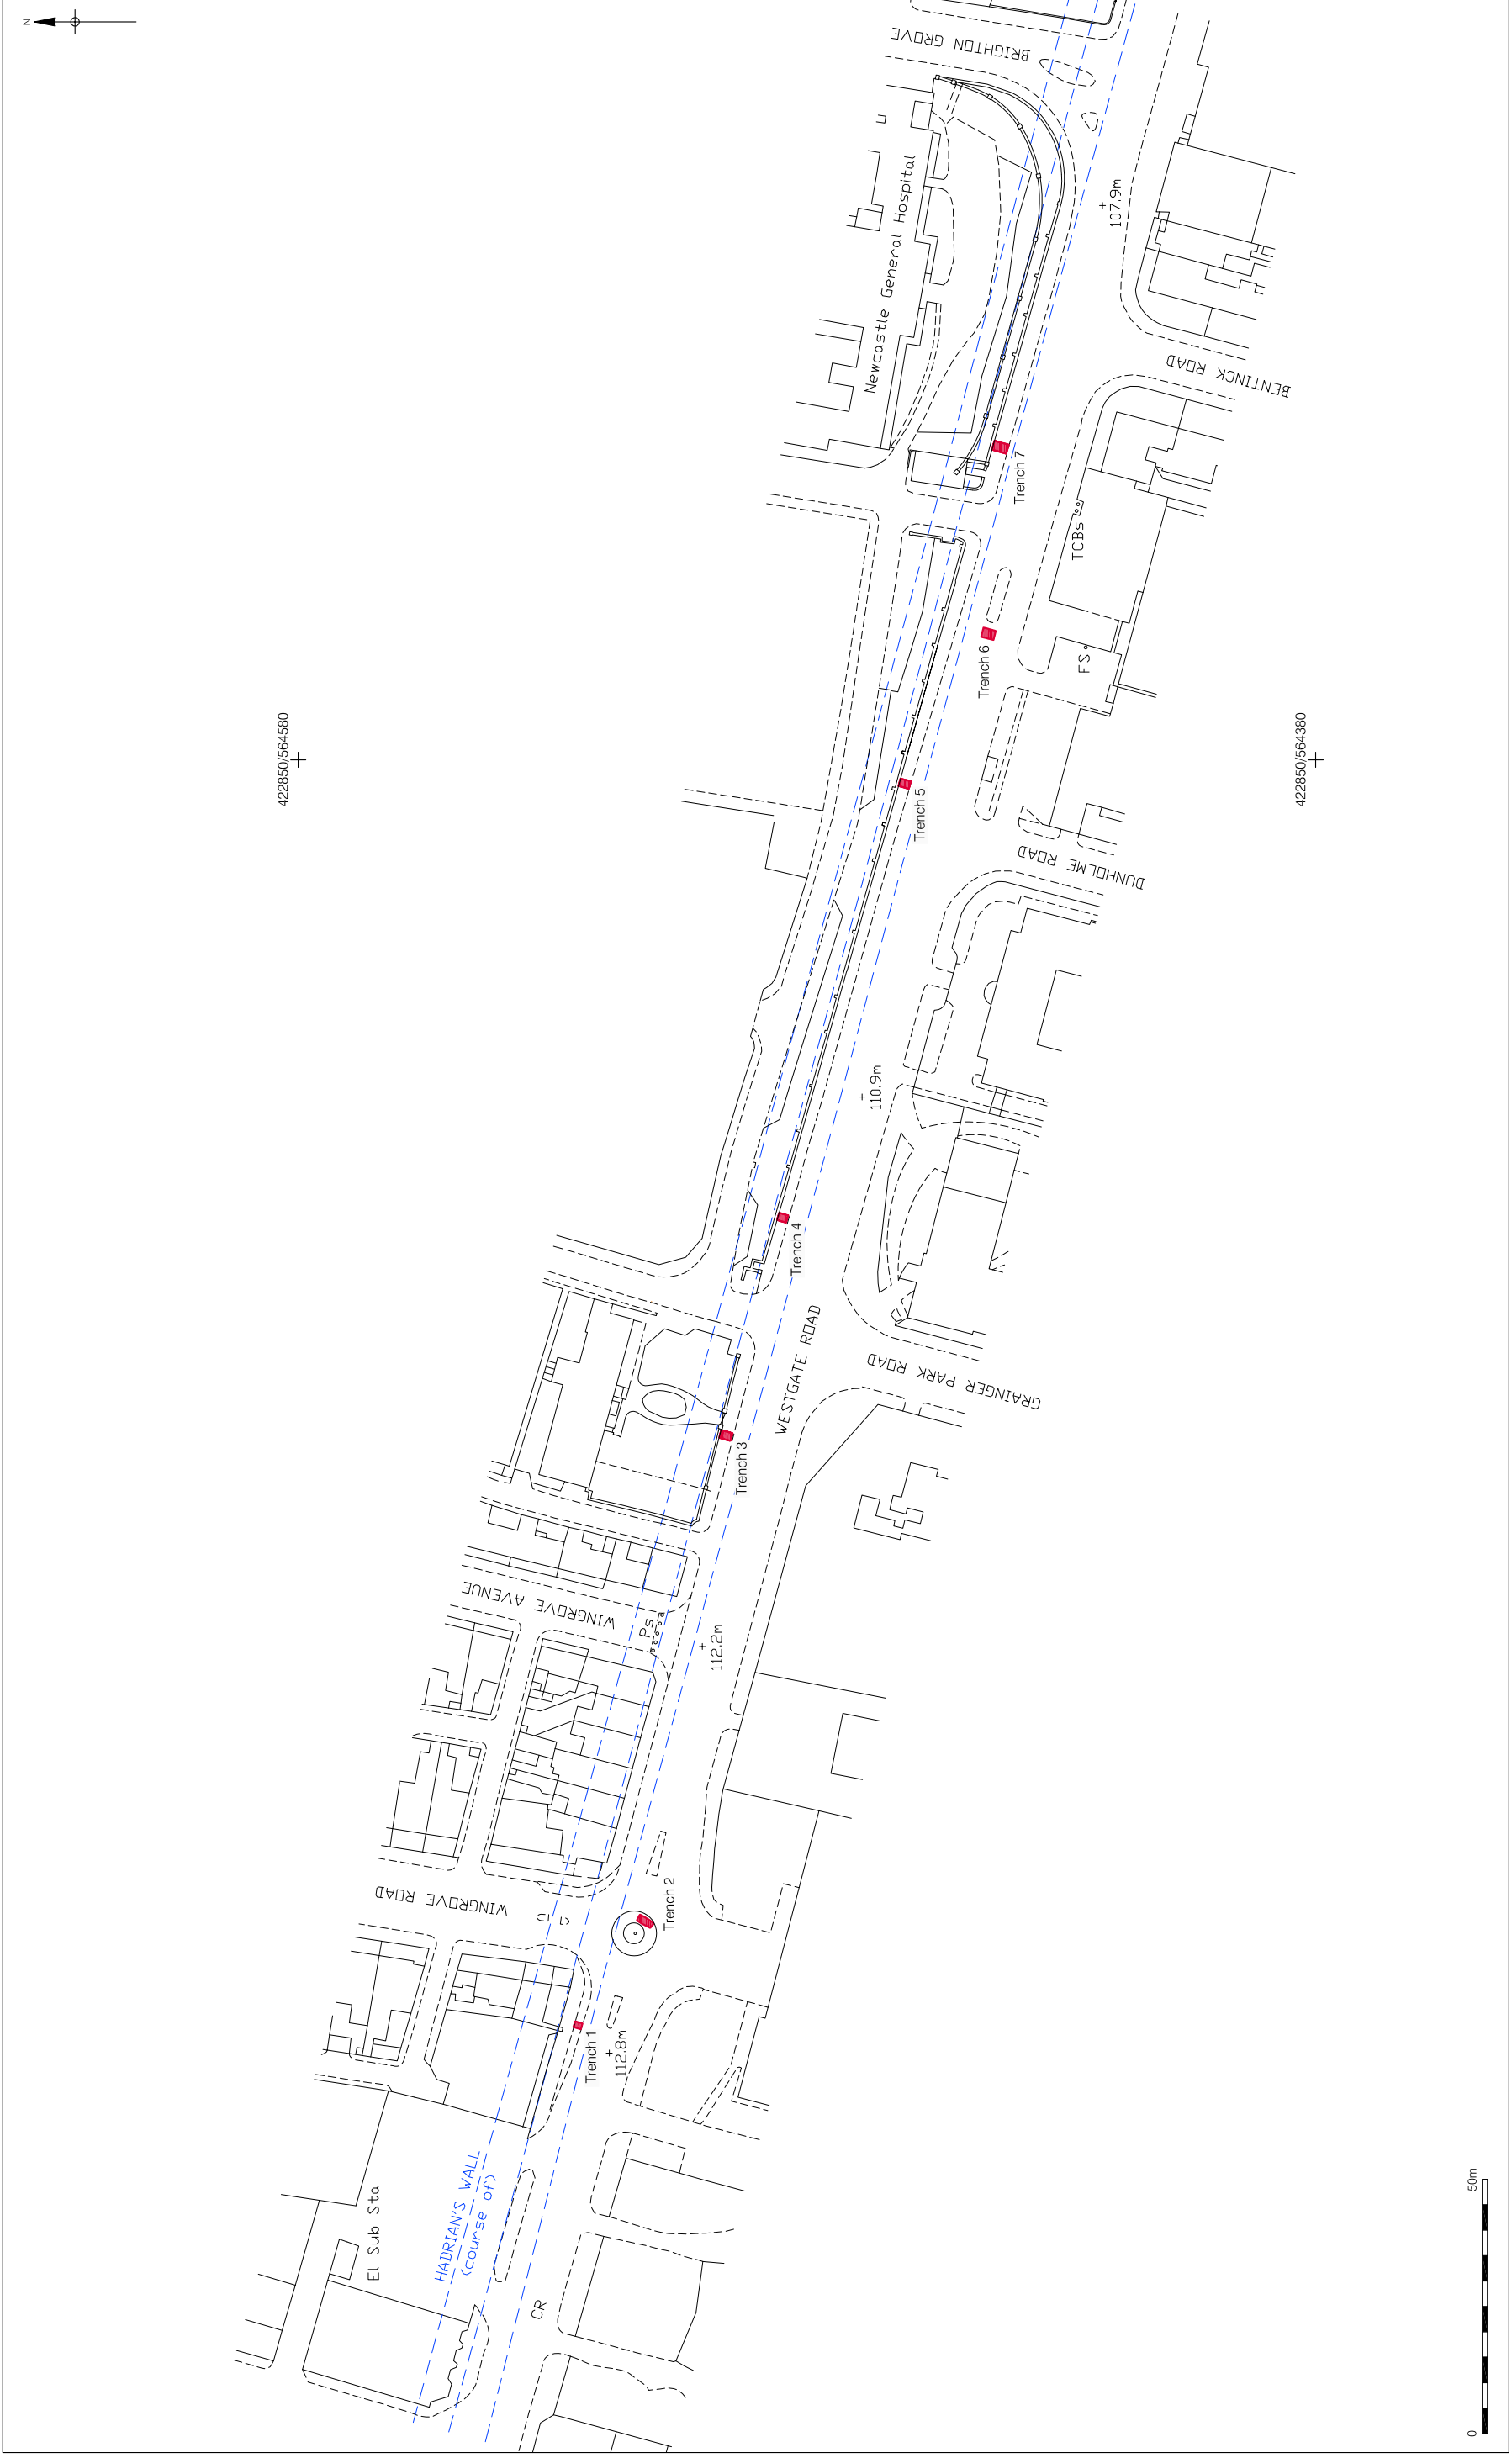 N
BRIGHTON GROVE
Newcastle General Hospital
107.9m
BENTINCK ROAD
Trench 7
TCBs
Trench 6
FS
422850/564580
422850/564380
Trench 5
DUNHOLME ROAD
110.9m
Trench 4
WESTGATE ROAD
GRAINGER PARK ROAD
Trench 3
WINGROVE AVENUE
Ps
112.2m
WINGROVE ROAD
Trench 2
Trench 1
112.8m
HADRIAN'S WALL
(course of)
El Sub Sta
CR
0
50m